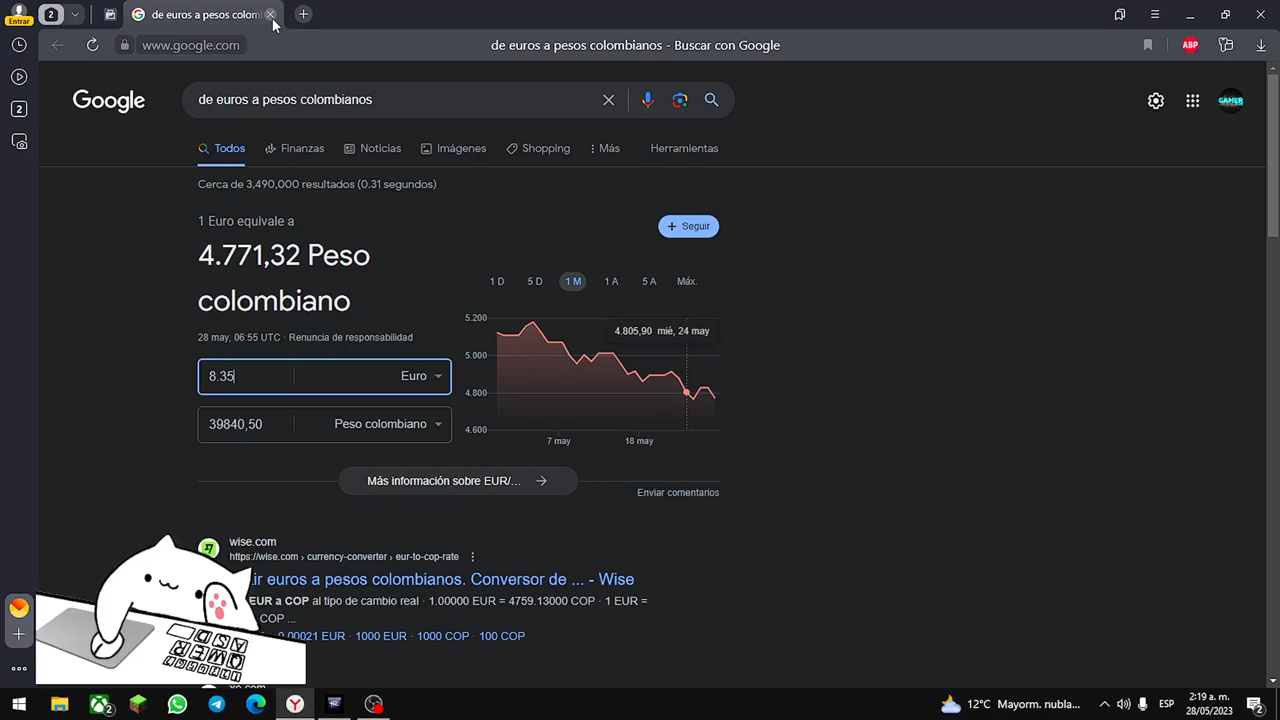 Entrar
2
de euros a pesos colom
www.google.com
de euros a pesos colombianos - Buscar con Google
ABP
2
Google
de euros a pesos colombianos
GAMER
Todos
Finanzas
Noticias
Imágenes
Shopping
Más
Herramientas
Cerca de 3,490,000 resultados (0.31 segundos)
1 Euro equivale a
4.771,32 Peso
colombiano
+ Seguir
28 may, 06:55 UTC · Renuncia de responsabilidad
1 D
5 D
1 M
1 A
5 A
Máx.
4.805,90 mié, 24 may
5.200
5.000
4.800
4.600
7 may
18 may
8.35
Euro
39840,50
Peso colombiano
Más información sobre EUR/...
Enviar comentarios
wise.com
https://wise.com › currency-converter › eur-to-cop-rate
ir euros a pesos colombianos. Conversor de ... - Wise
EUR a COP al tipo de cambio real · 1.00000 EUR = 4759.13000 COP · 1 EUR =
COP ...
0.00021 EUR · 1000 EUR · 1000 COP · 100 COP
A S D
Q W E R
2
12°C Mayorm. nubla...
ESP
2:19 a. m.
28/05/2023
2